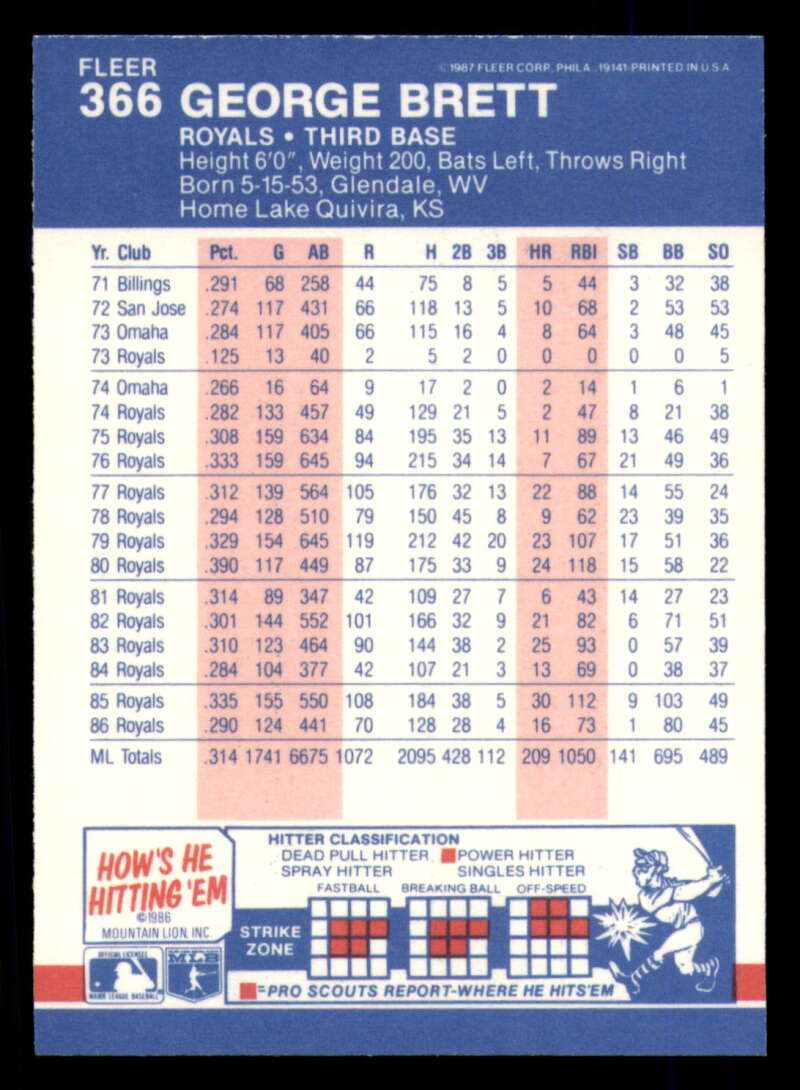 FLEER
©1987 FLEER CORP., PHILA. 19141-PRINTED IN U.S.A.
366 GEORGE BRETT
ROYALS • THIRD BASE
Height 6'0", Weight 200, Bats Left, Throws Right
Born 5-15-53, Glendale, WV
Home Lake Quivira, KS
Yr. Club Pct. G AB R H 2B 3B HR RBI SB BB SO
71 Billings .291 68 258 44 75 8 5 5 44 3 32 38
72 San Jose .274 117 431 66 118 13 5 10 68 2 53 53
73 Omaha .284 117 405 66 115 16 4 8 64 3 48 45
73 Royals .125 13 40 2 5 2 0 0 0 0 0 5
74 Omaha .266 16 64 9 17 2 0 2 14 1 6 1
74 Royals .282 133 457 49 129 21 5 2 47 8 21 38
75 Royals .308 159 634 84 195 35 13 11 89 13 46 49
76 Royals .333 159 645 94 215 34 14 7 67 21 49 36
77 Royals .312 139 564 105 176 32 13 22 88 14 55 24
78 Royals .294 128 510 79 150 45 8 9 62 23 39 35
79 Royals .329 154 645 119 212 42 20 23 107 17 51 36
80 Royals .390 117 449 87 175 33 9 24 118 15 58 22
81 Royals .314 89 347 42 109 27 7 6 43 14 27 23
82 Royals .301 144 552 101 166 32 9 21 82 6 71 51
83 Royals .310 123 464 90 144 38 2 25 93 0 57 39
84 Royals .284 104 377 42 107 21 3 13 69 0 38 37
85 Royals .335 155 550 108 184 38 5 30 112 9 103 49
86 Royals .290 124 441 70 128 28 4 16 73 1 80 45
ML Totals .314 1741 6675 1072 2095 428 112 209 1050 141 695 489
HOW'S HE
HITTING 'EM
©1986
MOUNTAIN LION, INC.
OFFICIAL LICENSEE
MAJOR LEAGUE BASEBALL
MLB
HITTER CLASSIFICATION
DEAD PULL HITTER POWER HITTER
SPRAY HITTER SINGLES HITTER
FASTBALL BREAKING BALL OFF-SPEED
STRIKE
ZONE
=PRO SCOUTS REPORT-WHERE HE HITS'EM